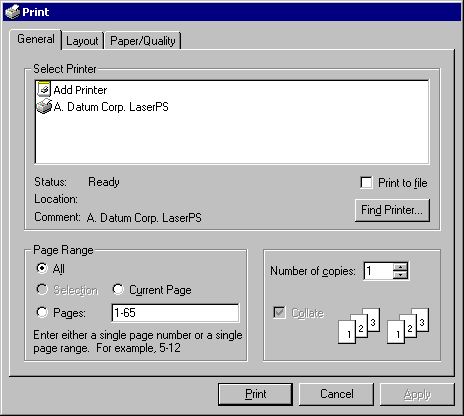 Print
General Layout Paper/Quality
Select Printer
Add Printer
A. Datum Corp. LaserPS
Status: Ready
Print to file
Location:
Find Printer...
Comment: A. Datum Corp. LaserPS
Page Range
All
Selection Current Page
Pages: 1-65
Enter either a single page number or a single
page range. For example, 5-12
Number of copies: 1
Collate
1 2 3 1 2 3
Print Cancel Apply